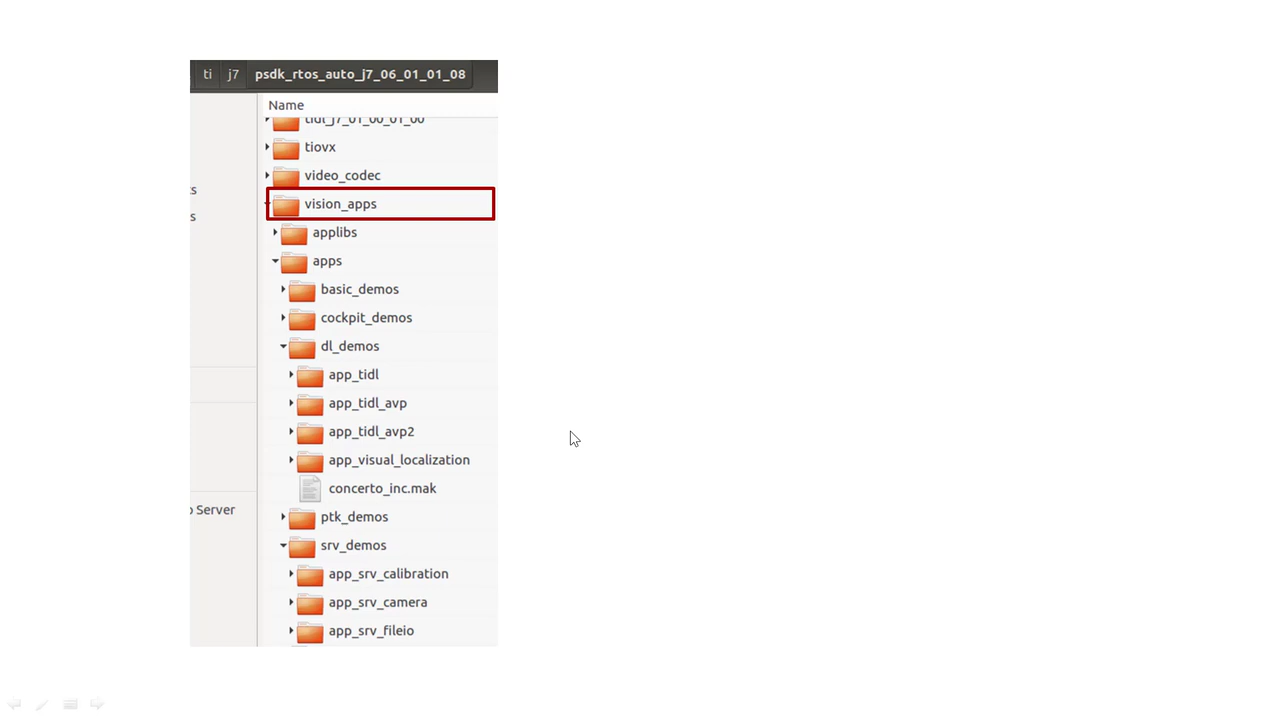 ti j7 psdk_rtos_auto_j7_06_01_01_08
Name
tidl_j7_01_00_01_00
tiovx
video_codec
vision_apps
applibs
apps
basic_demos
cockpit_demos
dl_demos
app_tidl
app_tidl_avp
app_tidl_avp2
app_visual_localization
concerto_inc.mak
Server
ptk_demos
srv_demos
app_srv_calibration
app_srv_camera
app_srv_fileio